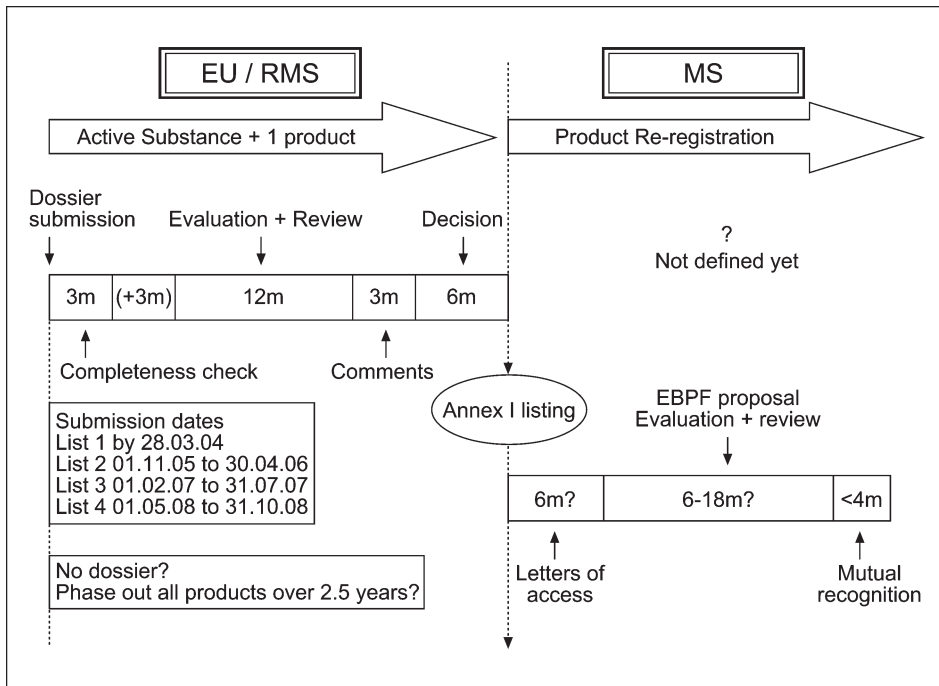 EU / RMS
MS
Active Substance + 1 product
Product Re-registration
Dossier
submission
Evaluation + Review
Decision
?
Not defined yet
3m
(+3m)
12m
3m
6m
Completeness check
Comments
Annex I listing
EBPF proposal
Evaluation + review
Submission dates
List 1 by 28.03.04
List 2 01.11.05 to 30.04.06
List 3 01.02.07 to 31.07.07
List 4 01.05.08 to 31.10.08
6m?
6-18m?
<4m
No dossier?
Phase out all products over 2.5 years?
Letters of
access
Mutual
recognition